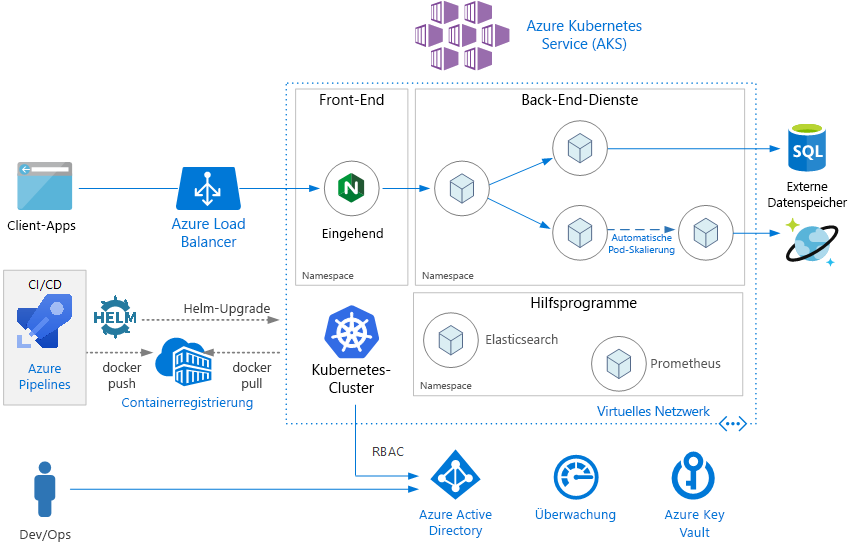 Azure Kubernetes
Service (AKS)
Front-End
Back-End-Dienste
SQL
Externe
Datenspeicher
Client-Apps
Azure Load
Balancer
N
Eingehend
Automatische
Pod-Skalierung
Namespace
Namespace
CI/CD
Azure
Pipelines
HELM
Helm-Upgrade
docker
push
docker
pull
Containerregistrierung
Kubernetes-
Cluster
Hilfsprogramme
Elasticsearch
Prometheus
Namespace
Virtuelles Netzwerk
RBAC
Dev/Ops
Azure Active
Directory
Überwachung
Azure Key
Vault